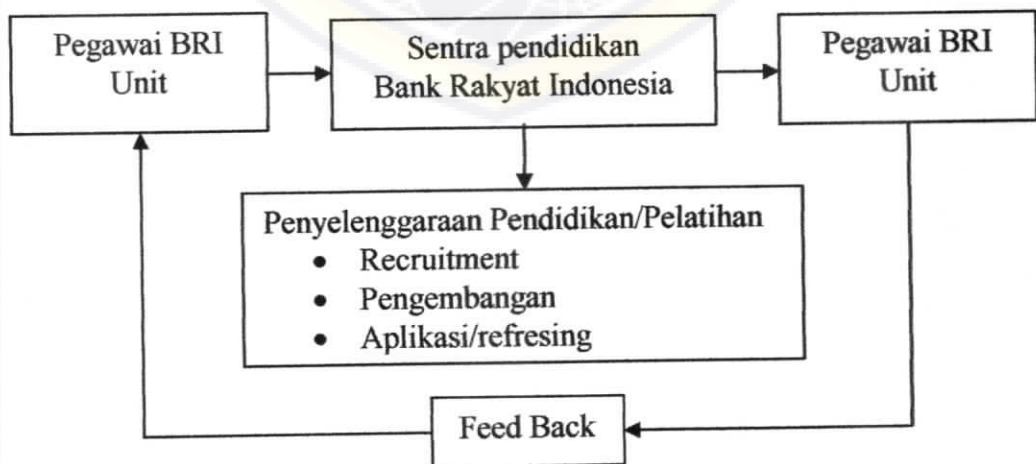 Pegawai BRI
Unit
Sentra pendidikan
Bank Rakyat Indonesia
Pegawai BRI
Unit
Penyelenggaraan Pendidikan/Pelatihan
• Recruitment
• Pengembangan
• Aplikasi/refresing
Feed Back